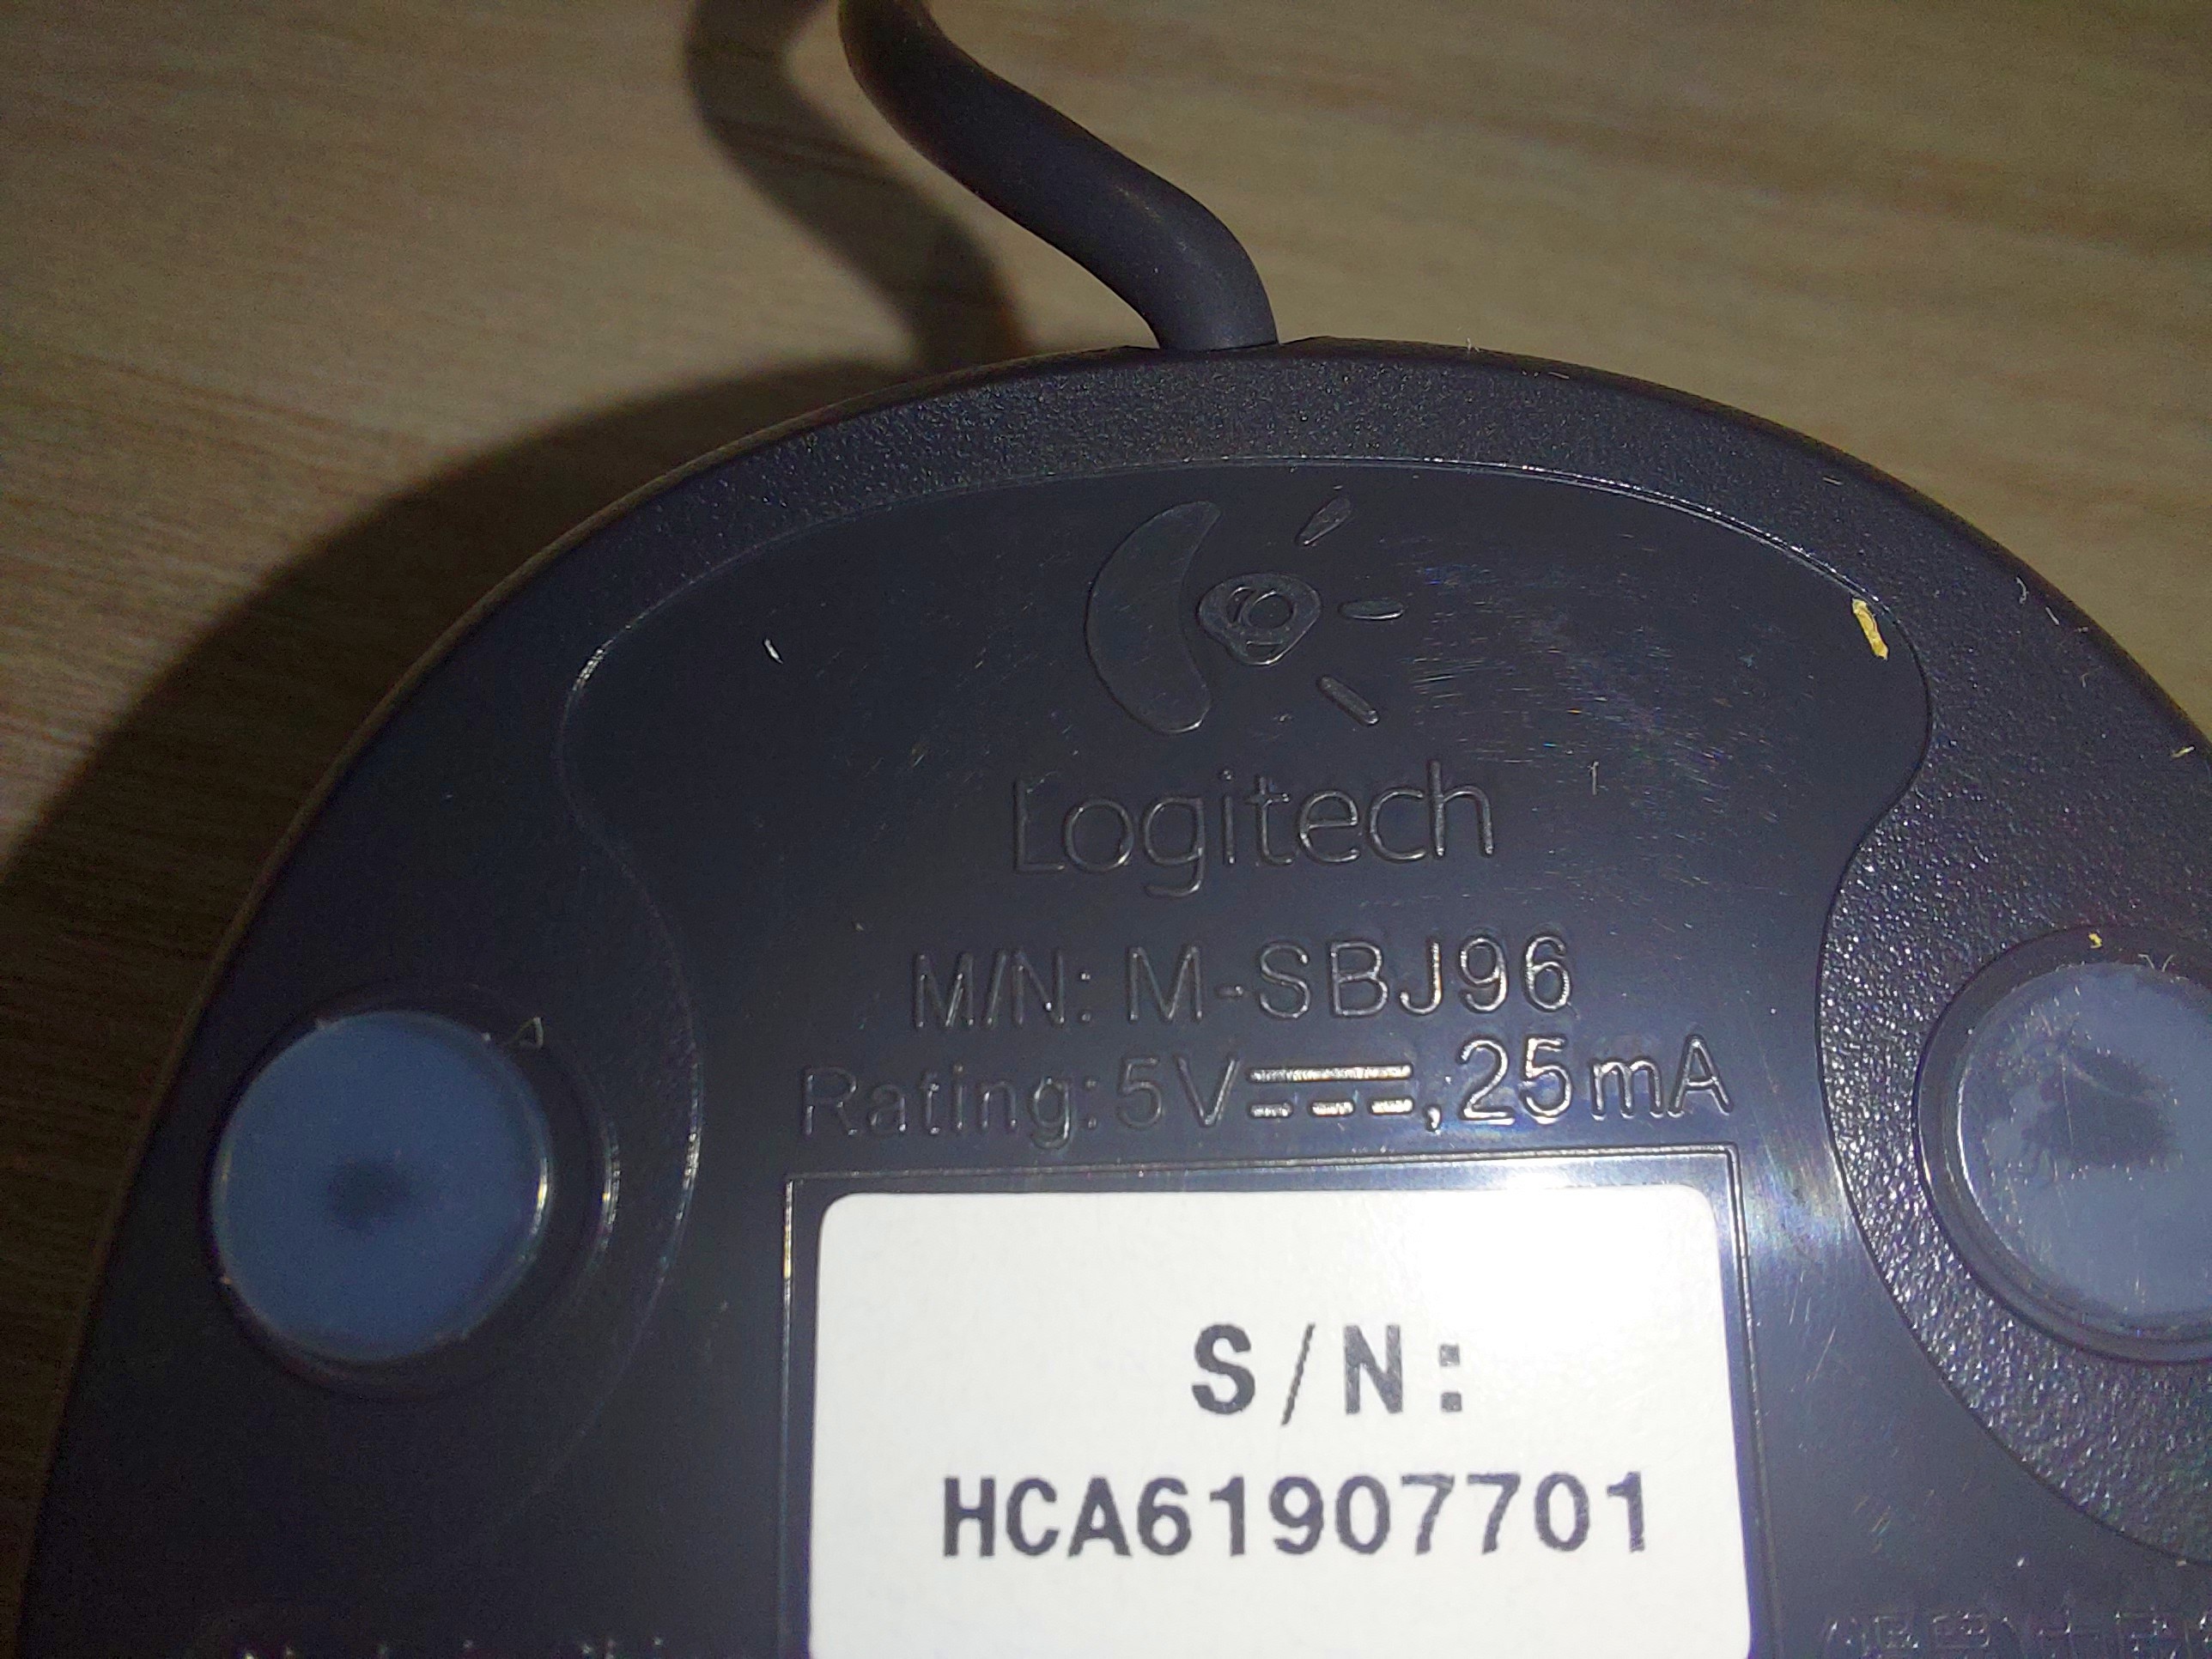 Logitech
M/N: M-SBJ96
Rating: 5V⎓, 25mA
S/N:
HCA61907701